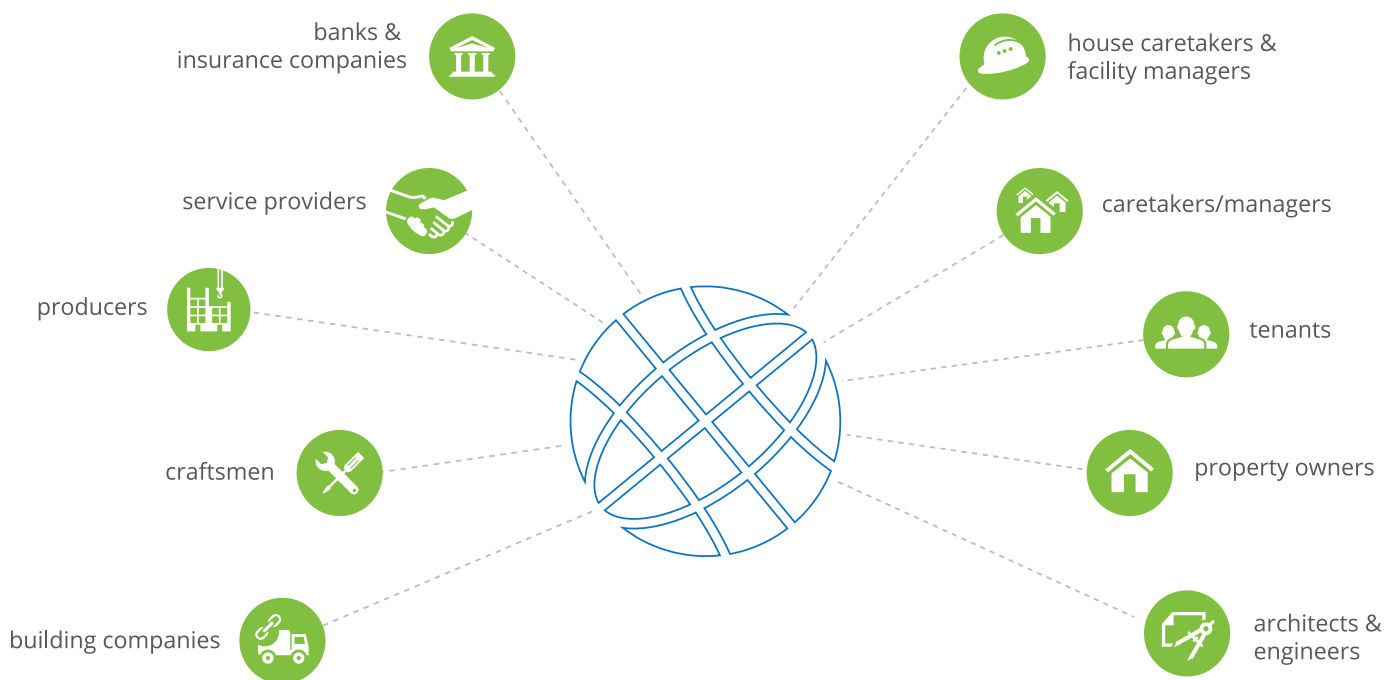 banks &
insurance companies
service providers
producers
craftsmen
building companies
house caretakers &
facility managers
caretakers/managers
tenants
property owners
architects &
engineers